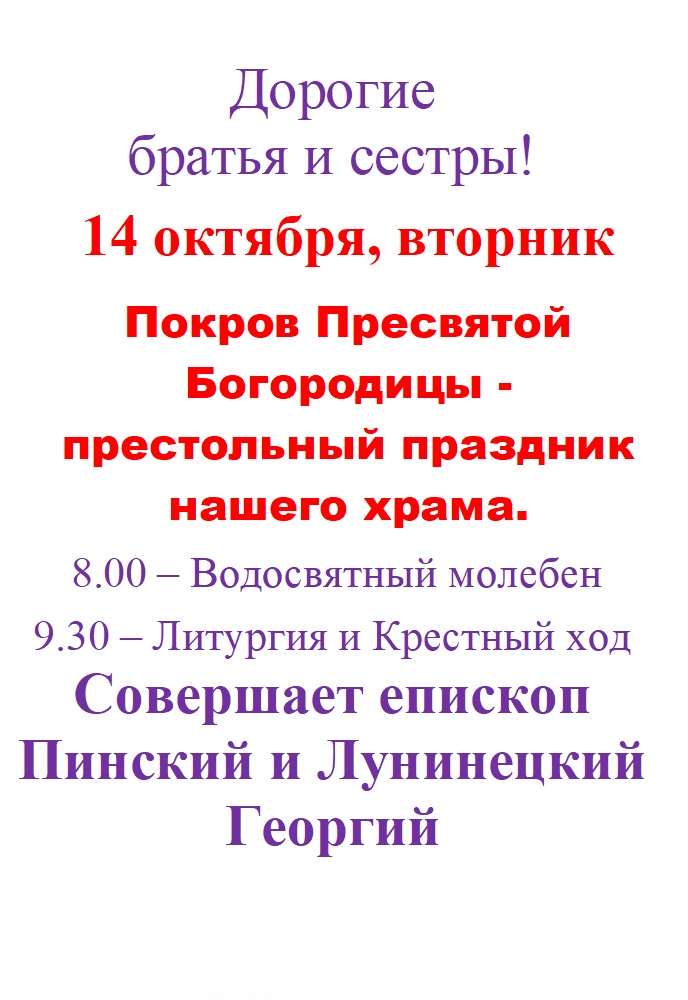 Дорогие
братья и сестры!
14 октября, вторник
Покров Пресвятой
Богородицы -
престольный праздник
нашего храма.
8.00 – Водосвятный молебен
9.30 – Литургия и Крестный ход
Совершает епископ
Пинский и Лунинецкий
Георгий